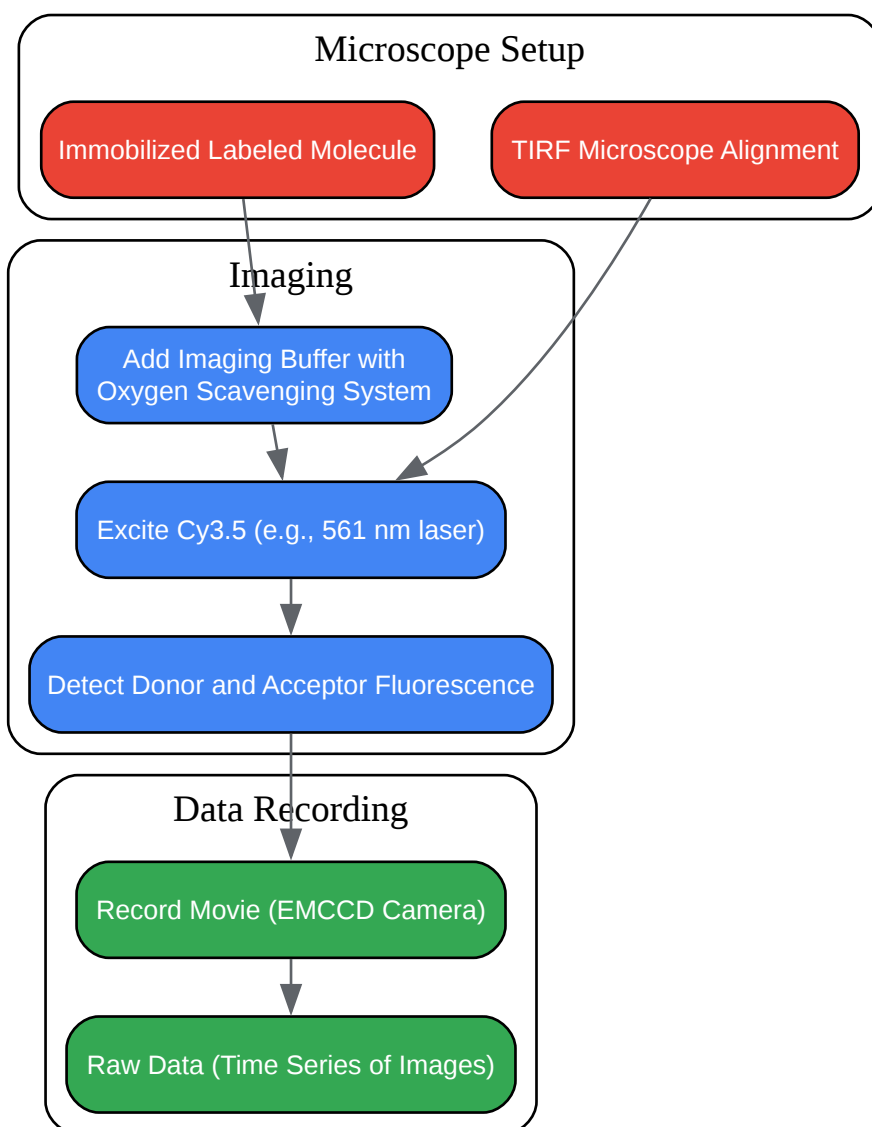 Microscope Setup
Immobilized Labeled Molecule
TIRF Microscope Alignment
Imaging
Add Imaging Buffer with
Oxygen Scavenging System
Excite Cy3.5 (e.g., 561 nm laser)
Detect Donor and Acceptor Fluorescence
Data Recording
Record Movie (EMCCD Camera)
Raw Data (Time Series of Images)